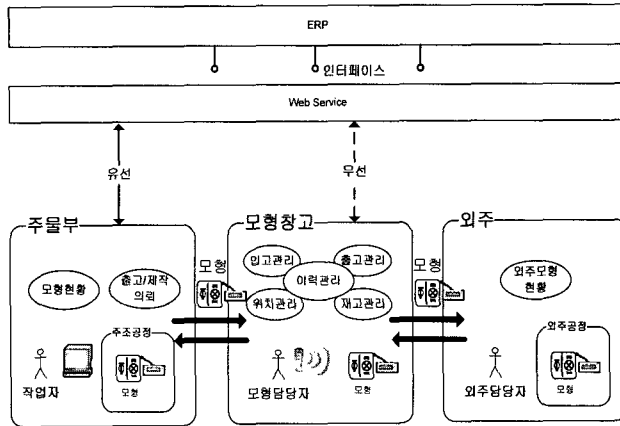 ERP
인터페이스
Web Service
유선
무선
주물부
모형현황
출고/제작
의뢰
주조공정
작업자
모형
모형
모형창고
입고관리
출고관리
이력관리
위치관리
재고관리
모형담당자
모형
모형
외주
외주모형
현황
외주공정
외주담당자
모형